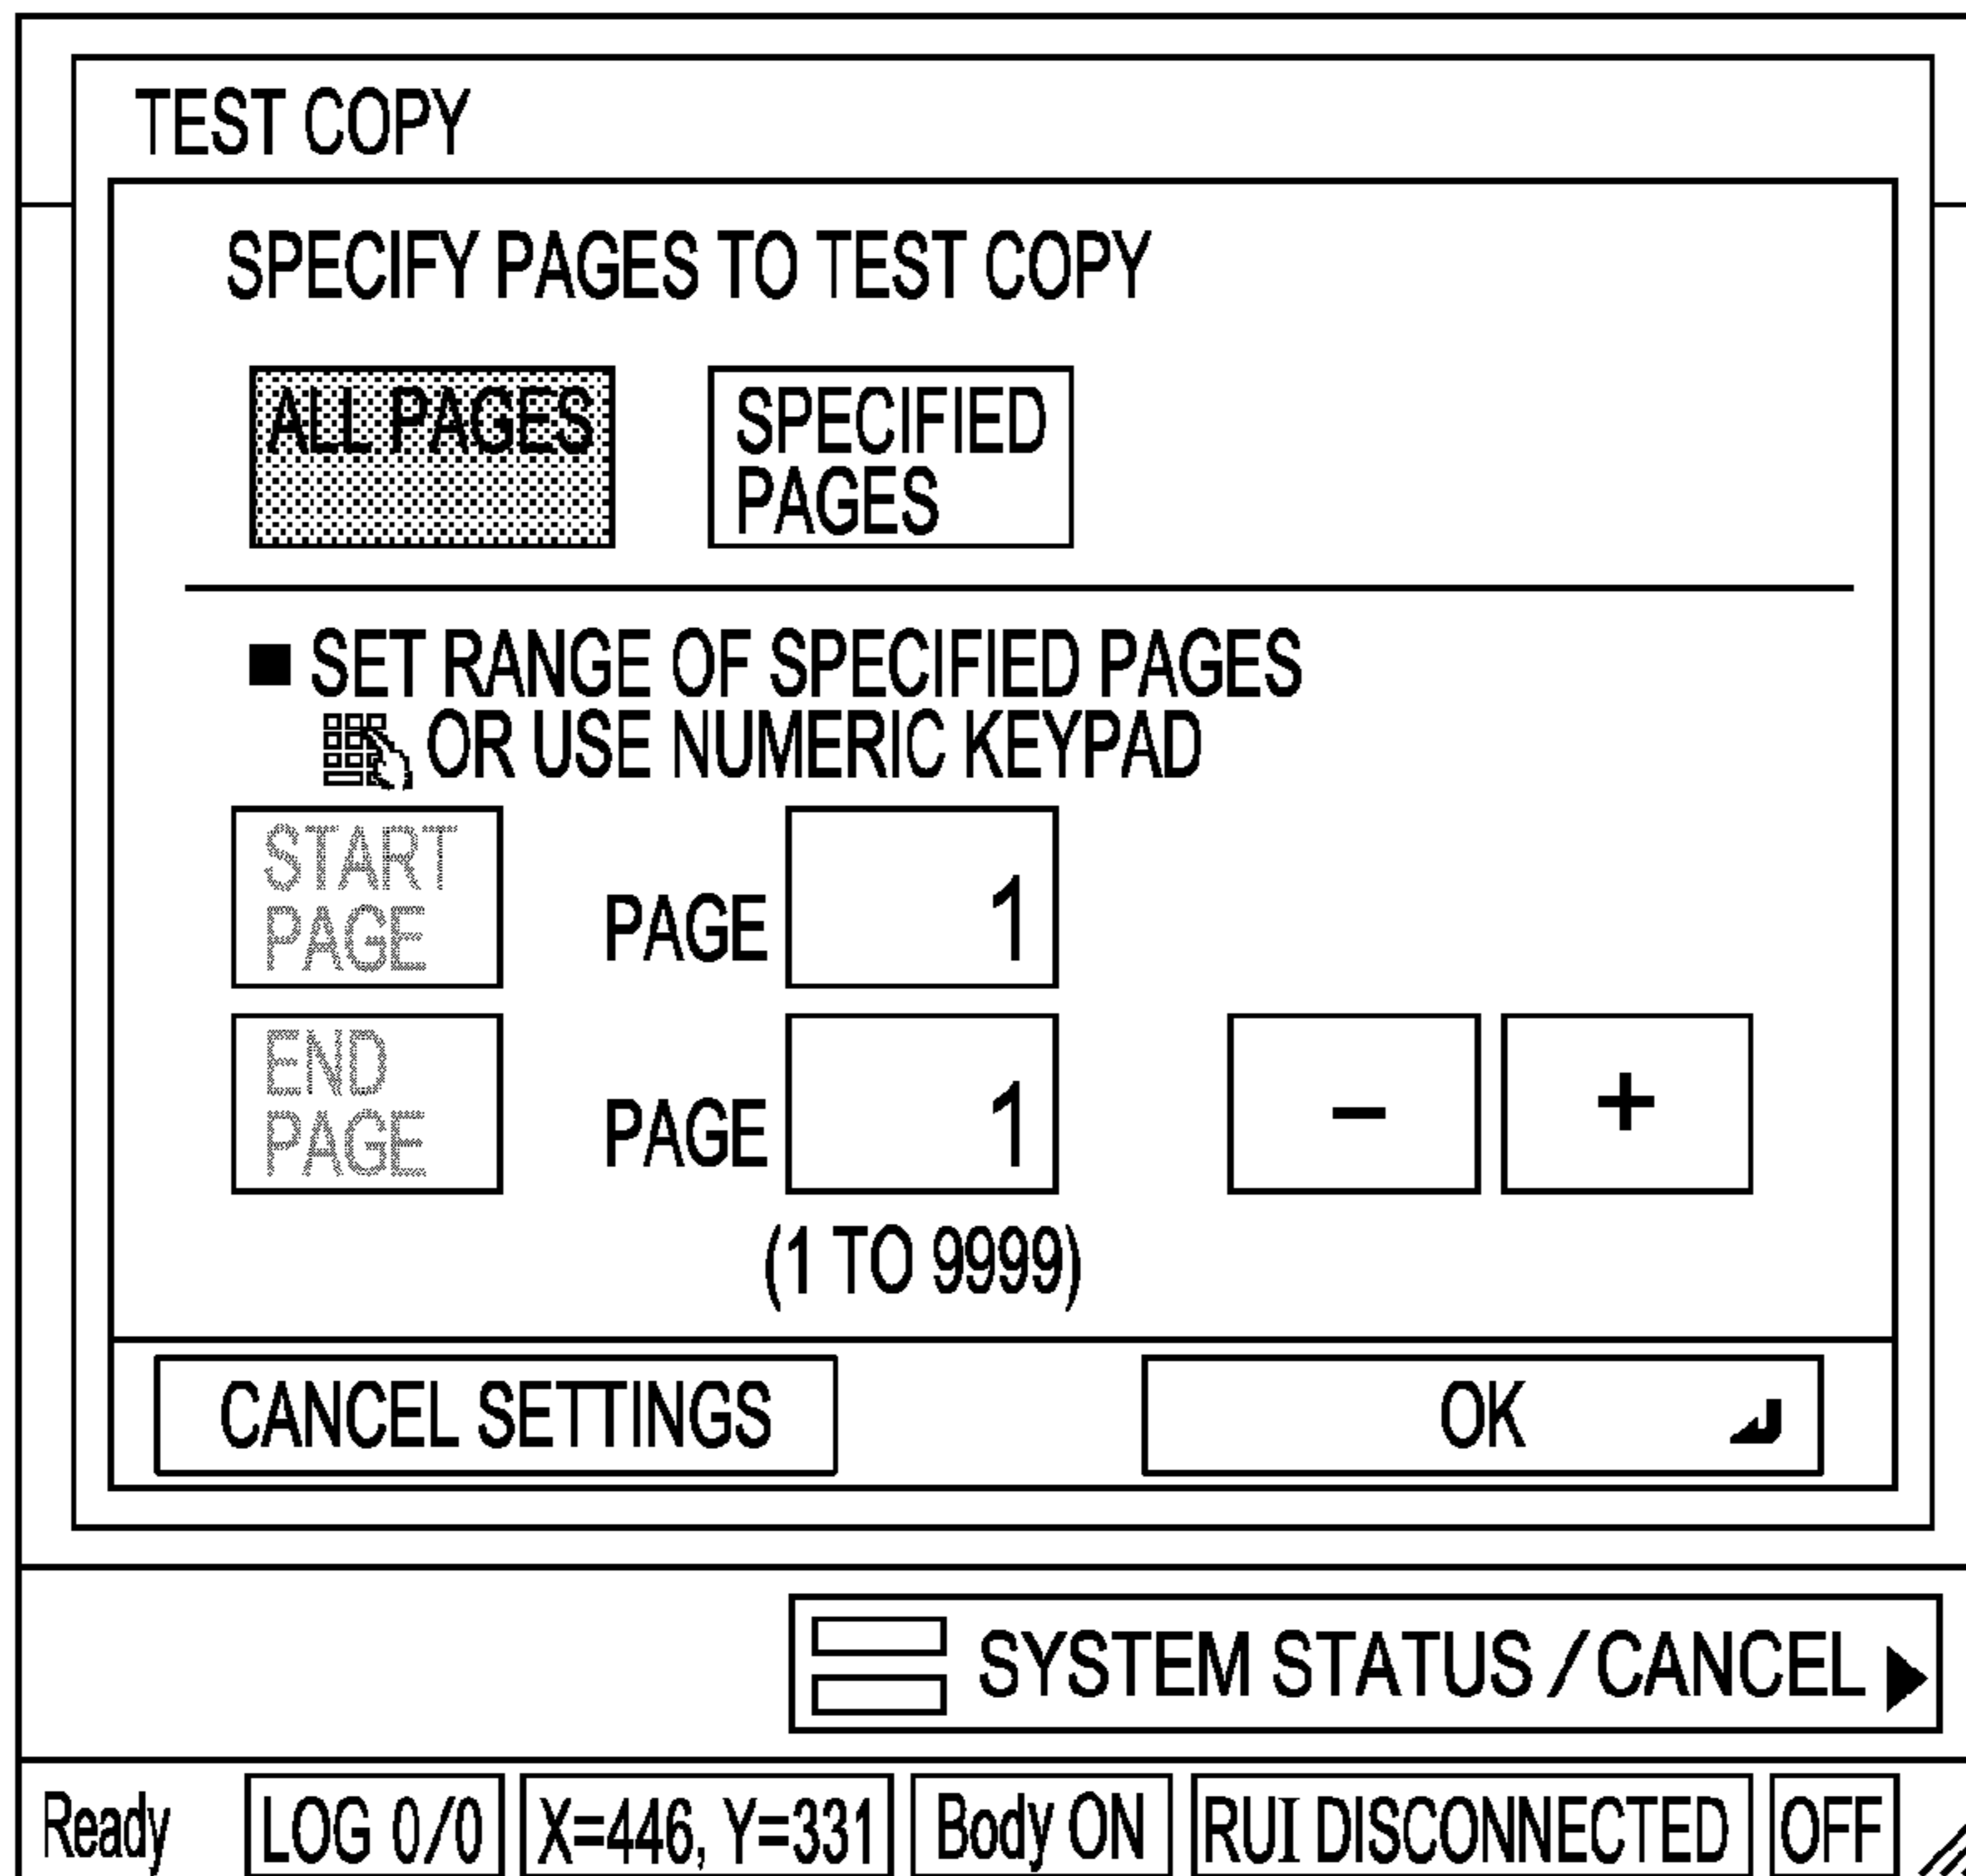 TEST COPY
SPECIFY PAGES TO TEST COPY
ALL PAGES
SPECIFIED
PAGES
■ SET RANGE OF SPECIFIED PAGES
OR USE NUMERIC KEYPAD
START
PAGE
PAGE 1
END
PAGE
PAGE 1
− +
(1 TO 9999)
CANCEL SETTINGS
OK
SYSTEM STATUS /CANCEL
Ready LOG 0/0 X=446, Y=331 Body ON RUI DISCONNECTED OFF